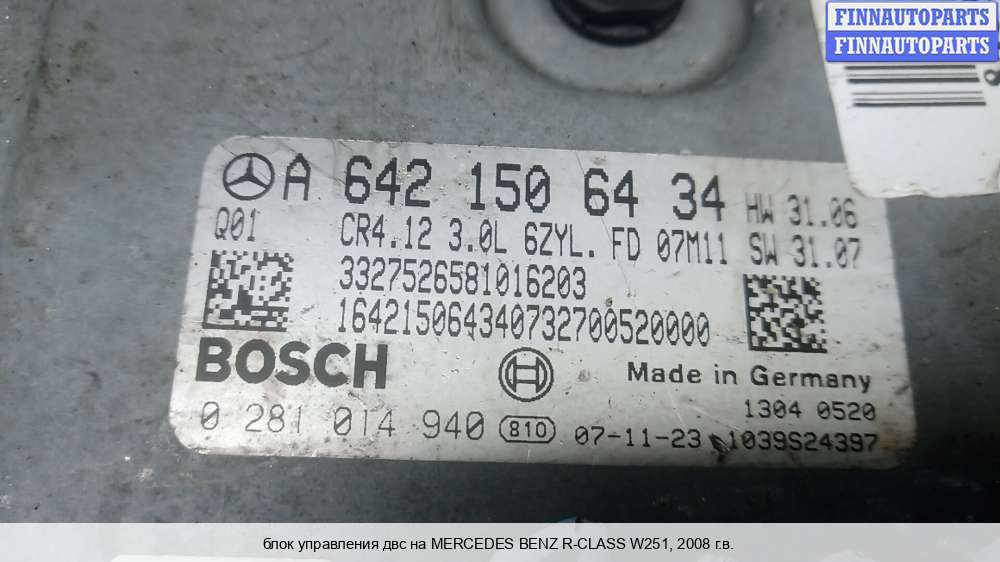 FINNAUTOPARTS
FINNAUTOPARTS
A 642 150 64 34 HW 31.06
Q01 CR4.12 3.0L 6ZYL. FD 07M11 SW 31.07
3327526581016203
16421506434073270052​0000
BOSCH Made in Germany
1304 0520
0 281 014 940 810 07-11-23 1039S24397
блок управления двс на MERCEDES BENZ R-CLASS W251, 2008 г.в.